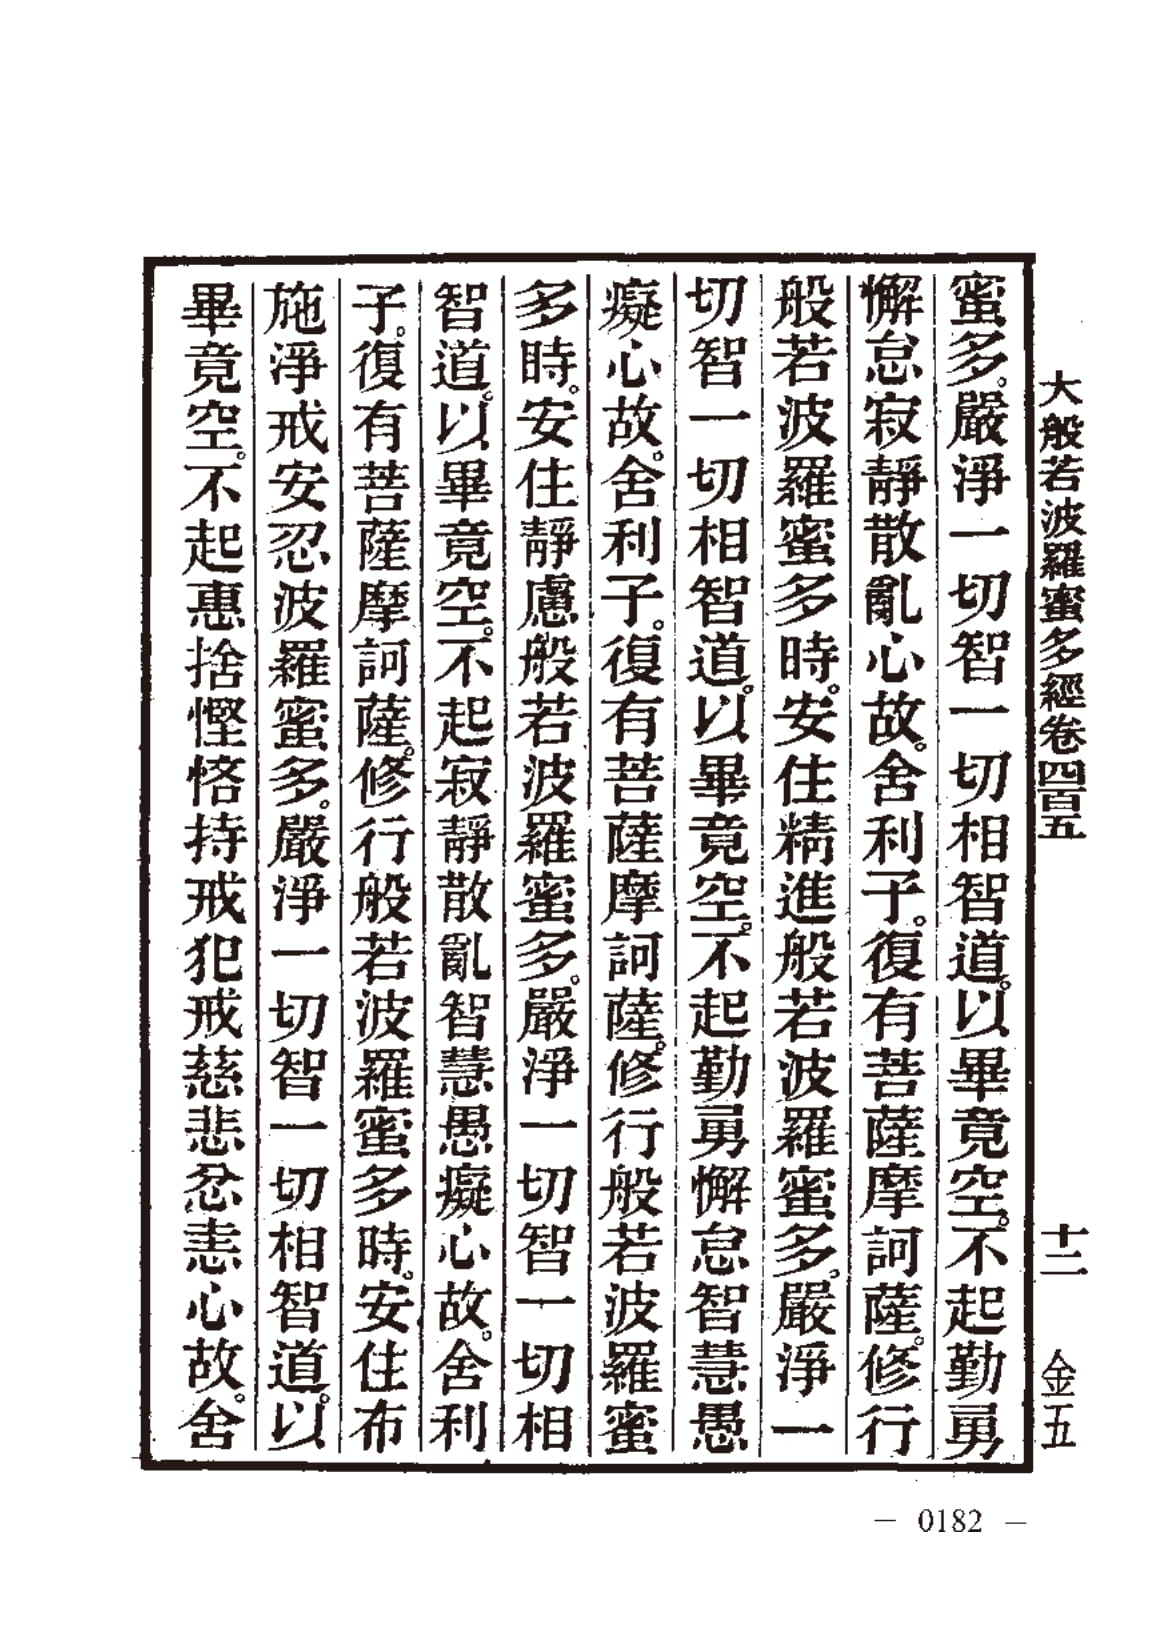 大般若波羅蜜多經卷四百五 十二 金五
蜜多。嚴淨一切智一切相智道。以畢竟空。不起勤勇
懈怠寂靜散亂心故。舍利子。復有菩薩摩訶薩。修行
般若波羅蜜多時。安住精進般若波羅蜜多。嚴淨一
切智一切相智道。以畢竟空。不起勤勇懈怠智慧愚
癡心故。舍利子。復有菩薩摩訶薩。修行般若波羅蜜
多時。安住靜慮般若波羅蜜多。嚴淨一切智一切相
智道。以畢竟空。不起寂靜散亂智慧愚癡心故。舍利
子。復有菩薩摩訶薩。修行般若波羅蜜多時。安住布
施淨戒安忍波羅蜜多。嚴淨一切智一切相智道。以
畢竟空。不起惠捨慳悋持戒犯戒慈悲忿恚心故。舍
— 0182 —